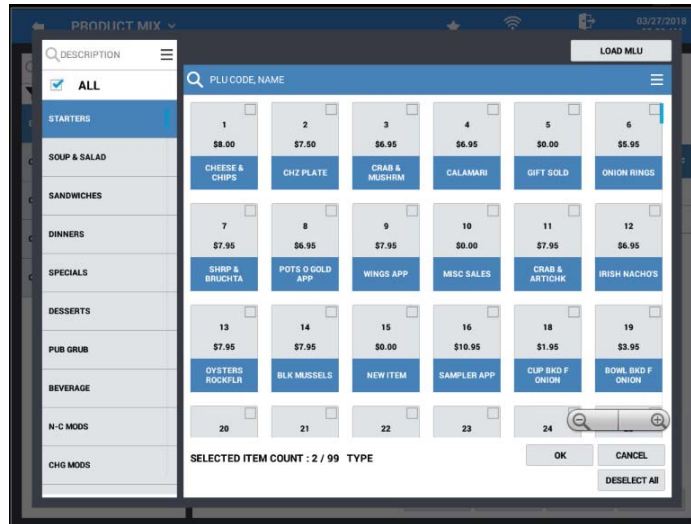 PRODUCT MIX
03/27/2018
DESCRIPTION
LOAD MLU
ALL
PLU CODE, NAME
STARTERS
SOUP & SALAD
SANDWICHES
DINNERS
SPECIALS
DESSERTS
PUB GRUB
BEVERAGE
N-C MODS
CHG MODS
1
$8.00
CHEESE &
CHIPS
2
$7.50
CHZ PLATE
3
$6.95
CRAB &
MUSHRM
4
$6.95
CALAMARI
5
$0.00
GIFT SOLD
6
$5.95
ONION RINGS
7
$7.95
SHRP &
BRUCHTA
8
$6.95
POTS O GOLD
APP
9
$7.95
WINGS APP
10
$0.00
MISC SALES
11
$7.95
CRAB &
ARTICHK
12
$6.95
IRISH NACHO'S
13
$7.95
OYSTERS
ROCKFLR
14
$7.95
BLK MUSSELS
15
$0.00
NEW ITEM
16
$10.95
SAMPLER APP
18
$1.95
CUP BKD F
ONION
19
$3.95
BOWL BKD F
ONION
20
21
22
23
24
SELECTED ITEM COUNT : 2 / 99 TYPE
OK
CANCEL
DESELECT All